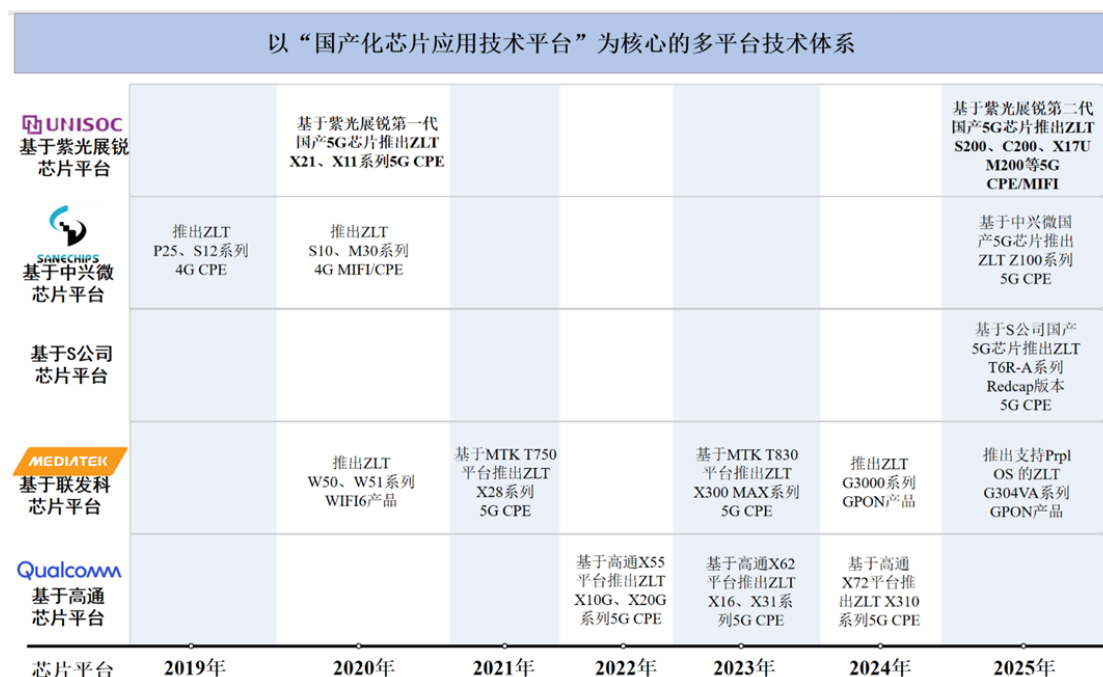 以“国产化芯片应用技术平台”为核心的多平台技术体系
UNISOC
基于紫光展锐
芯片平台
基于紫光展锐第一代
国产5G芯片推出ZLT
X21、X11系列5G CPE
基于紫光展锐第二代
国产5G芯片推出ZLT
S200、C200、X17U
M200等5G
CPE/MIFI
SANECHIPS
基于中兴微
芯片平台
推出ZLT
P25、S12系列
4G CPE
推出ZLT
S10、M30系列
4G MIFI/CPE
基于中兴微国
产5G芯片推出
ZLT Z100系列
5G CPE
基于S公司
芯片平台
基于S公司国产
5G芯片推出ZLT
T6R-A系列
Redcap版本
5G CPE
MEDIATEK
基于联发科
芯片平台
推出ZLT
W50、W51系列
WIFI6产品
基于MTK T750
平台推出ZLT
X28系列
5G CPE
基于MTK T830
平台推出ZLT
X300 MAX系列
5G CPE
推出ZLT
G3000系列
GPON产品
推出支持Prpl
OS 的ZLT
G304VA系列
GPON产品
Qualcomm
基于高通
芯片平台
基于高通X55
平台推出ZLT
X10G、X20G
系列5G CPE
基于高通X62
平台推出ZLT
X16、X31系
列5G CPE
基于高通
X72平台推
出ZLT X310
系列5G CPE
芯片平台
2019年
2020年
2021年
2022年
2023年
2024年
2025年